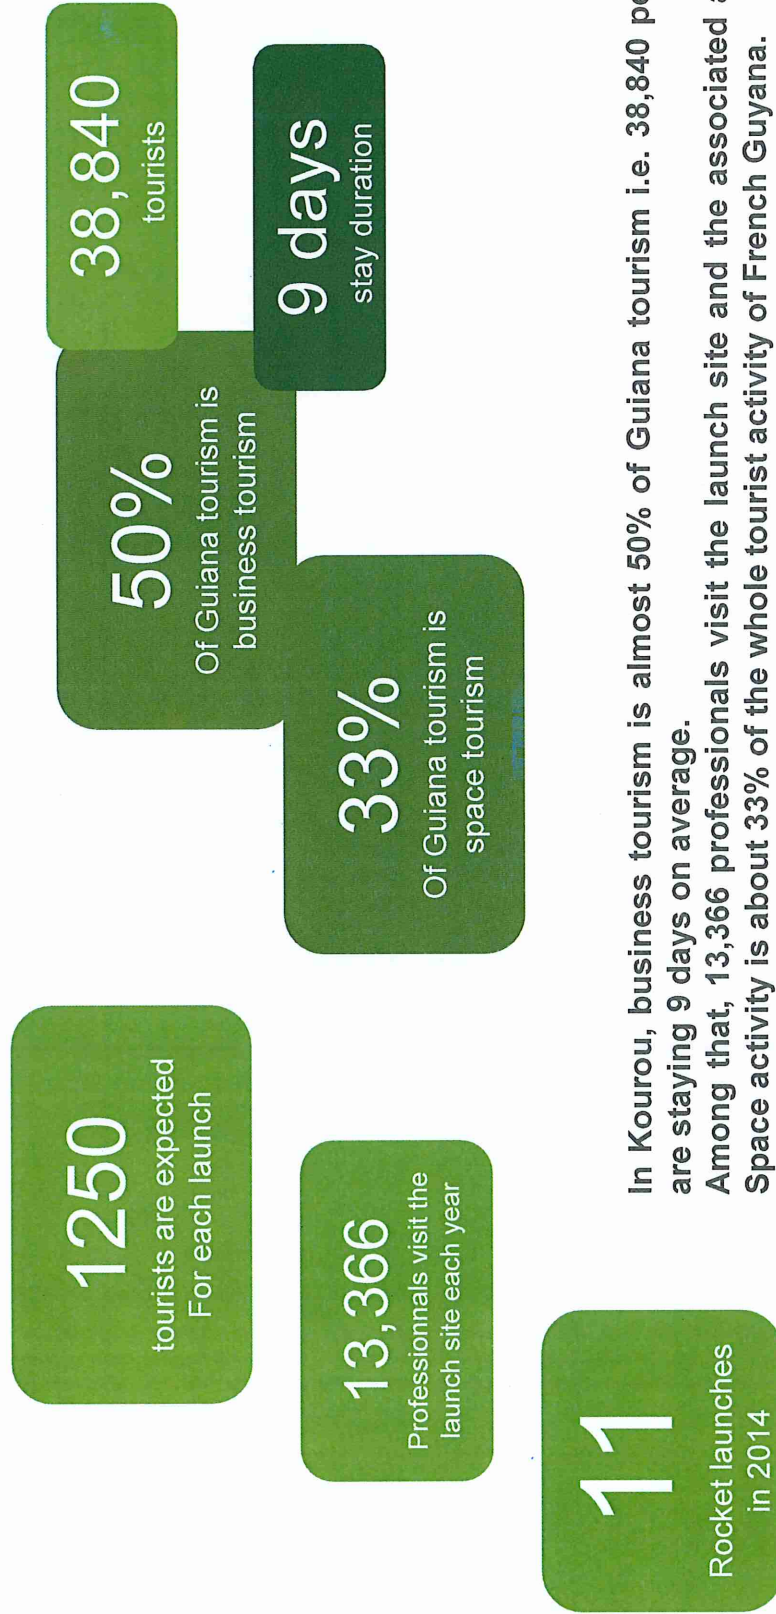 1250
tourists are expected
For each launch
50%
Of Guiana tourism is
business tourism
38,840
tourists
13,366
Professionnals visit the
launch site each year
33%
Of Guiana tourism is
space tourism
9 days
stay duration
11
Rocket launches
in 2014
In Kourou, business tourism is almost 50% of Guiana tourism i.e. 38,840
are staying 9 days on average.
Among that, 13,366 professionals visit the launch site and the associated
Space activity is about 33% of the whole tourist activity of French Guyana.